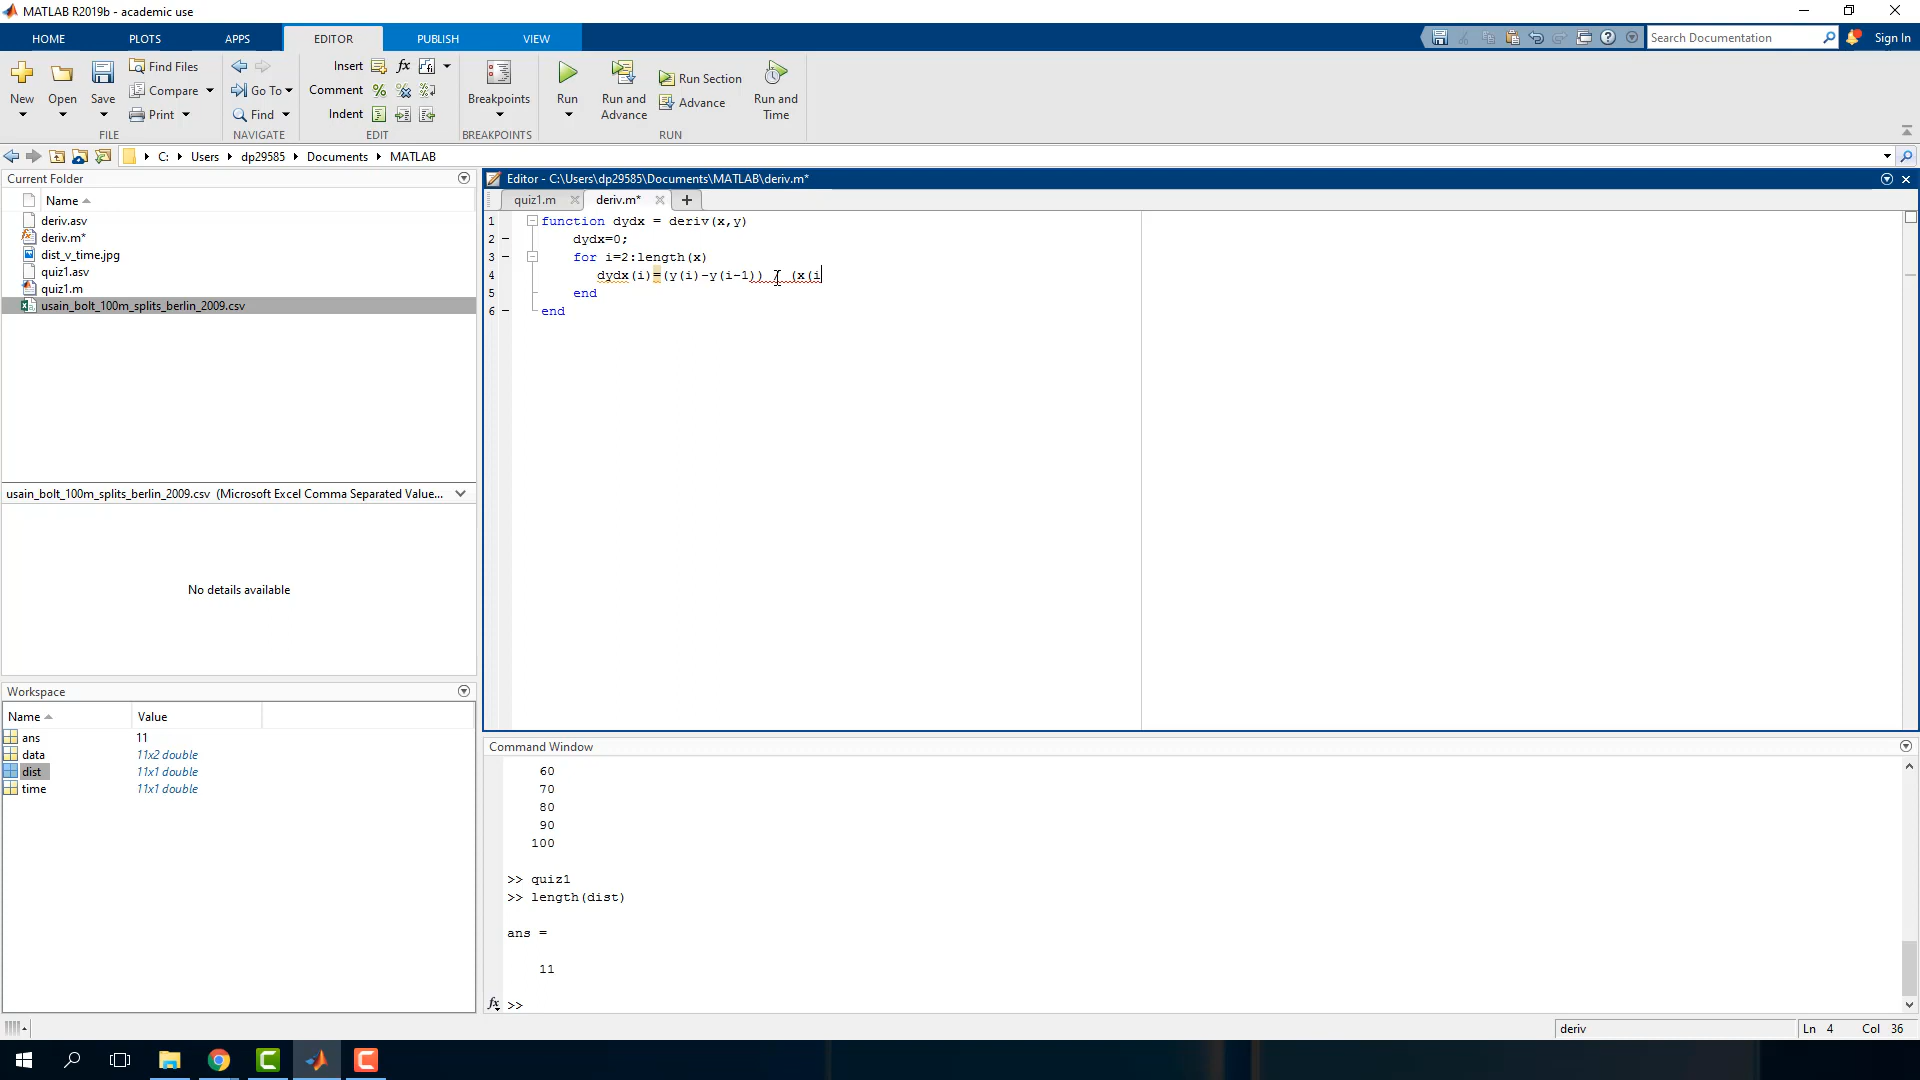 MATLAB R2019b - academic use
HOME PLOTS APPS EDITOR PUBLISH VIEW
Search Documentation Sign In
New Open Save Find Files Compare Print
Go To Find
Insert Comment Indent
Breakpoints Run Run and Advance Run Section Advance Run and Time
FILE NAVIGATE EDIT BREAKPOINTS RUN
C: Users dp29585 Documents MATLAB
Current Folder
Name
deriv.asv
deriv.m*
dist_v_time.jpg
quiz1.asv
quiz1.m
usain_bolt_100m_splits_berlin_2009.csv
usain_bolt_100m_splits_berlin_2009.csv (Microsoft Excel Comma Separated Value...
No details available
Workspace
Name Value
ans 11
data 11x2 double
dist 11x1 double
time 11x1 double
Editor - C:\Users\dp29585\Documents\MATLAB\deriv.m*
quiz1.m deriv.m*
1 function dydx = deriv(x,y)
2 dydx=0;
3 for i=2:length(x)
4 dydx(i)=(y(i)-y(i-1)) / (x(i
5 end
6 end
Command Window
60
70
80
90
100
>> quiz1
>> length(dist)
ans =
11
fx >>
deriv Ln 4 Col 36